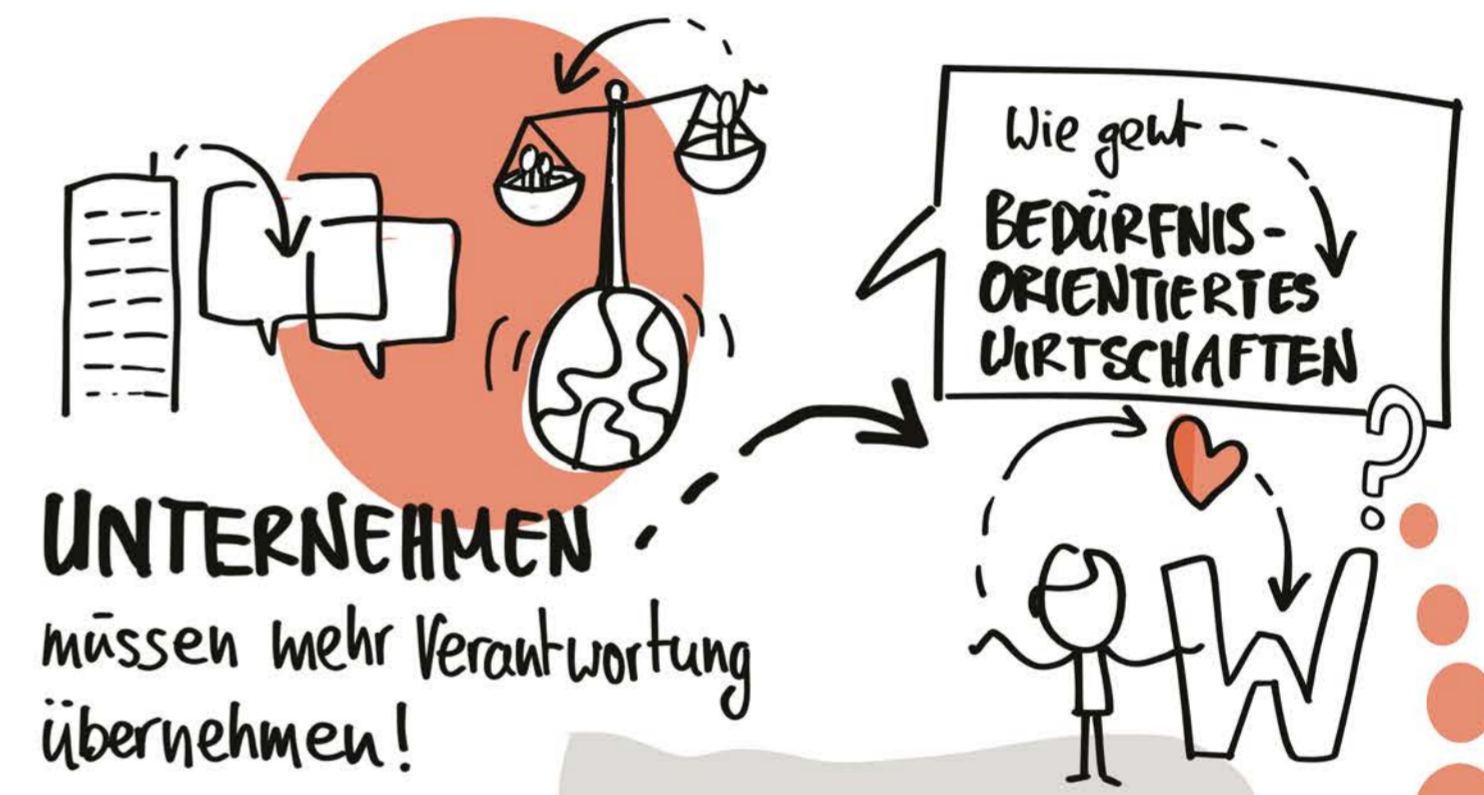 UNTERNEHMEN
müssen mehr Verantwortung
übernehmen!
Wie geht
BEDÜRFNIS-
ORIENTIERTES
WIRTSCHAFTEN
?
W